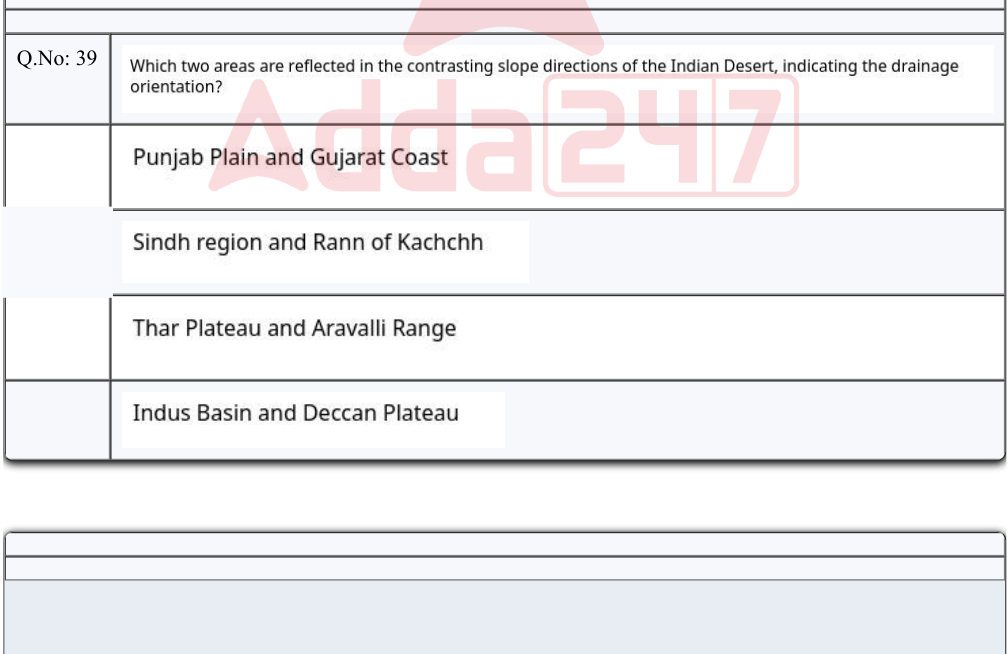 Q.No: 39
Which two areas are reflected in the contrasting slope directions of the Indian Desert, indicating the drainage
orientation?
Adda247
Punjab Plain and Gujarat Coast
Sindh region and Rann of Kachchh
Thar Plateau and Aravalli Range
Indus Basin and Deccan Plateau